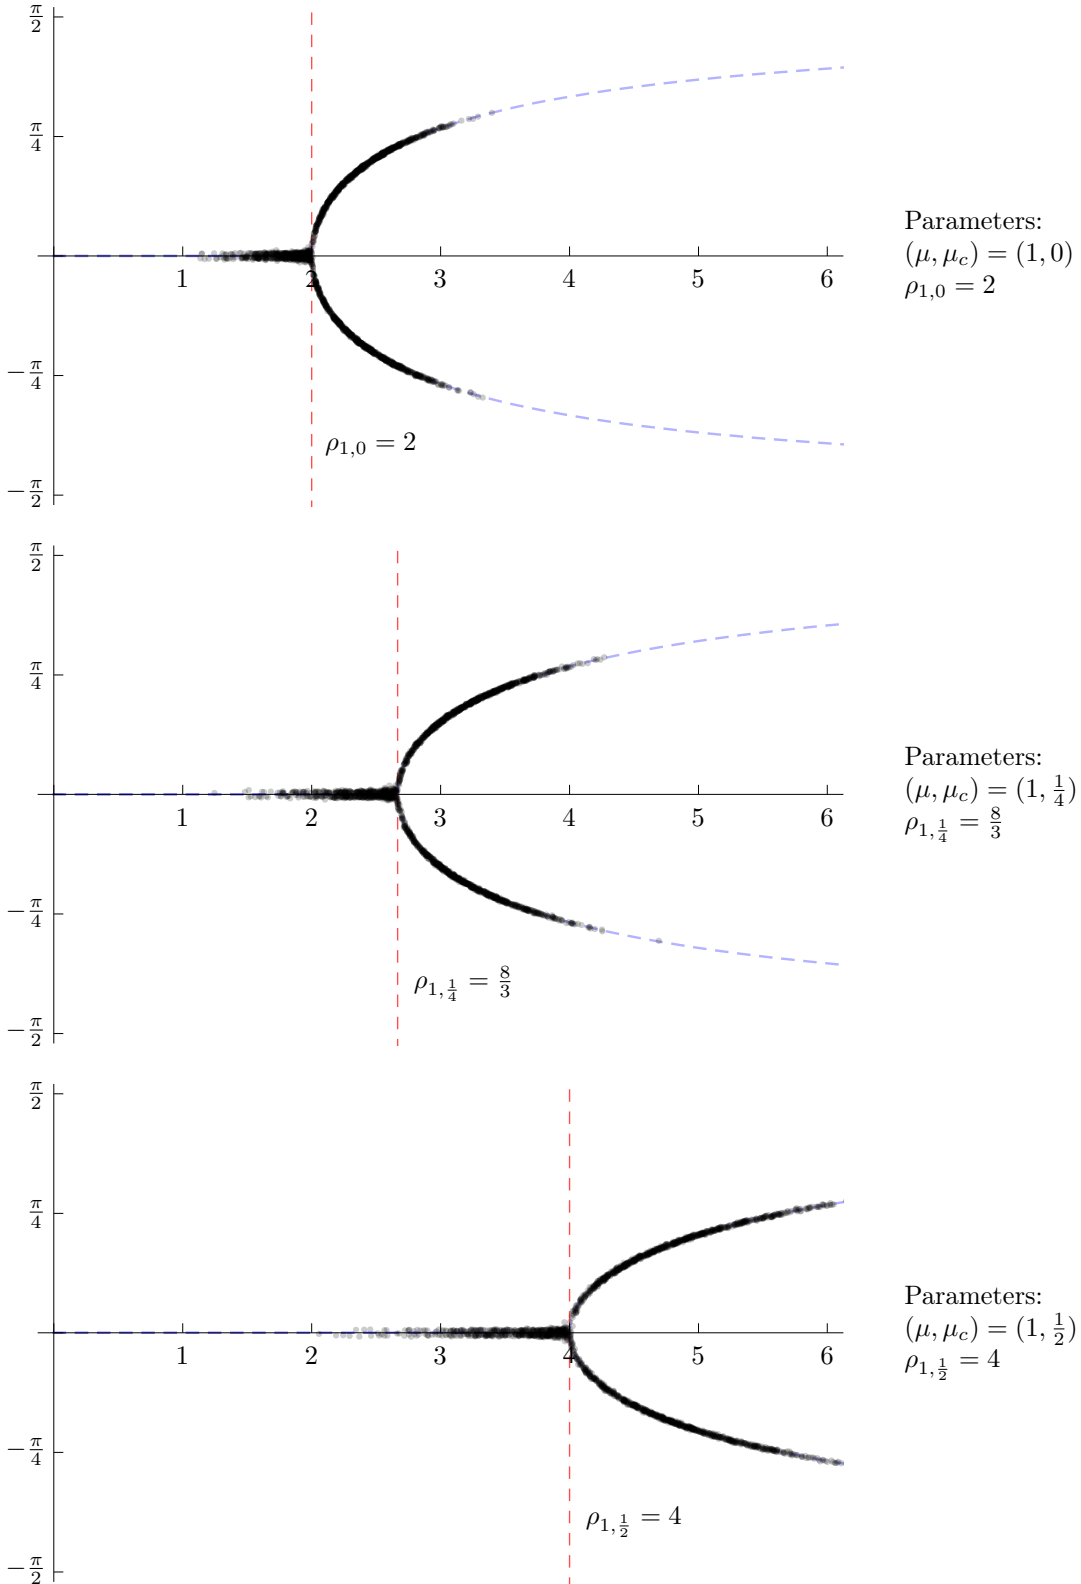 π/2
π/4
1 2 3 4 5 6
−π/4
−π/2
ρ_{1,0} = 2
Parameters:
(μ, μ_c) = (1, 0)
ρ_{1,0} = 2
π/2
π/4
1 2 3 4 5 6
−π/4
−π/2
ρ_{1,1/4} = 8/3
Parameters:
(μ, μ_c) = (1, 1/4)
ρ_{1,1/4} = 8/3
π/2
π/4
1 2 3 4 5 6
−π/4
−π/2
ρ_{1,1/2} = 4
Parameters:
(μ, μ_c) = (1, 1/2)
ρ_{1,1/2} = 4